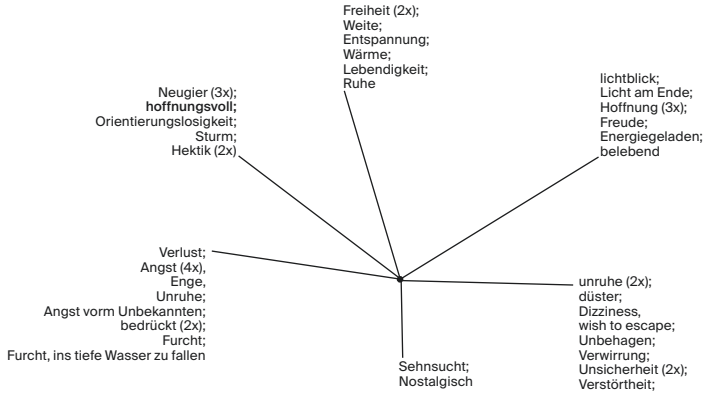 Freiheit (2x);
Weite;
Entspannung;
Wärme;
Lebendigkeit;
Ruhe
Neugier (3x);
hoffnungsvoll;
Orientierungslosigkeit;
Sturm;
Hektik (2x)
lichtblick;
Licht am Ende;
Hoffnung (3x);
Freude;
Energiegeladen;
belebend
Verlust;
Angst (4x),
Enge,
Unruhe;
Angst vorm Unbekannten;
bedrückt (2x);
Furcht;
Furcht, ins tiefe Wasser zu fallen
unruhe (2x);
düster;
Dizziness,
wish to escape;
Unbehagen;
Verwirrung;
Unsicherheit (2x);
Verstörtheit;
Sehnsucht;
Nostalgisch